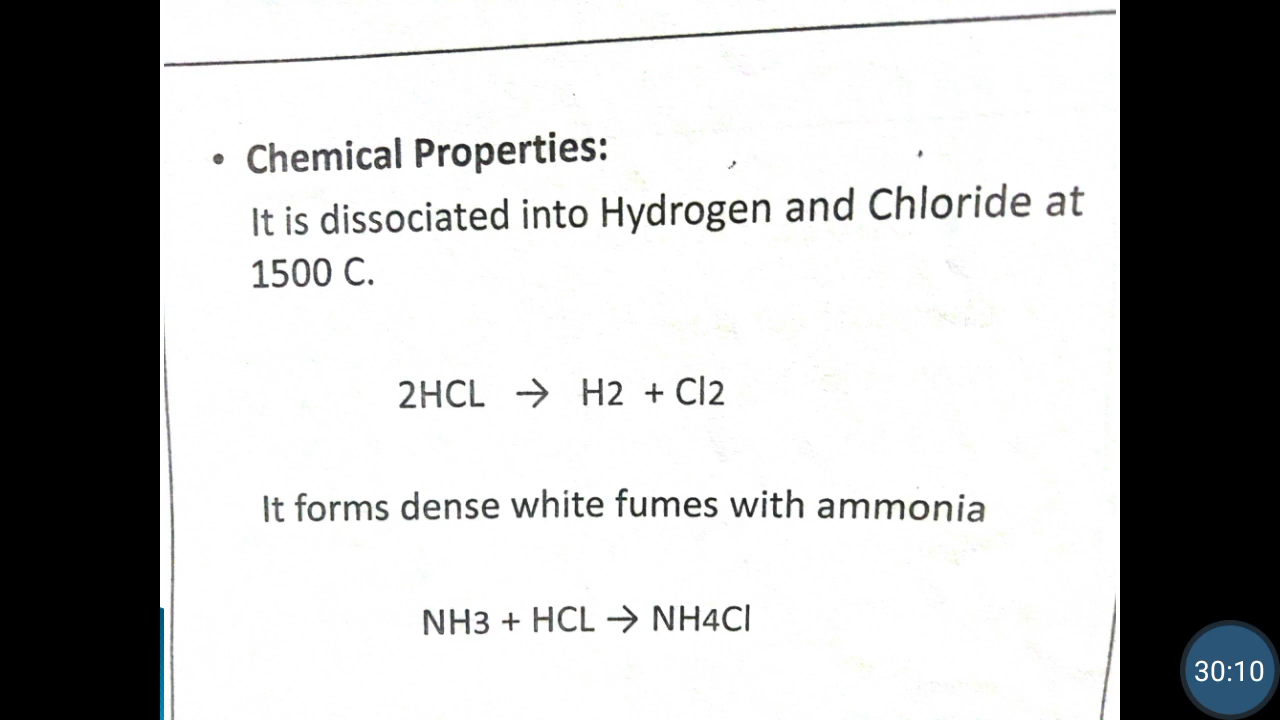 • Chemical Properties:
It is dissociated into Hydrogen and Chloride at
1500 C.
2HCL → H2 + Cl2
It forms dense white fumes with ammonia
NH3 + HCL → NH4Cl
30:10